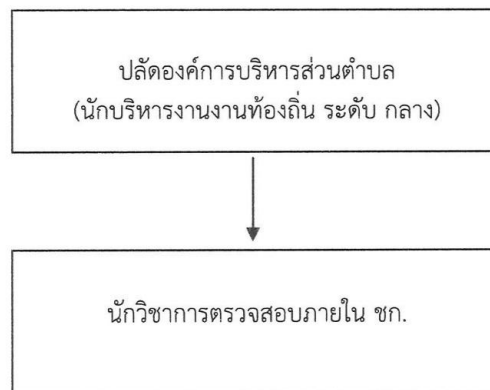 ปลัดองค์การบริหารส่วนตำบล
(นักบริหารงานงานท้องถิ่น ระดับ กลาง)
นักวิชาการตรวจสอบภายใน ชก.